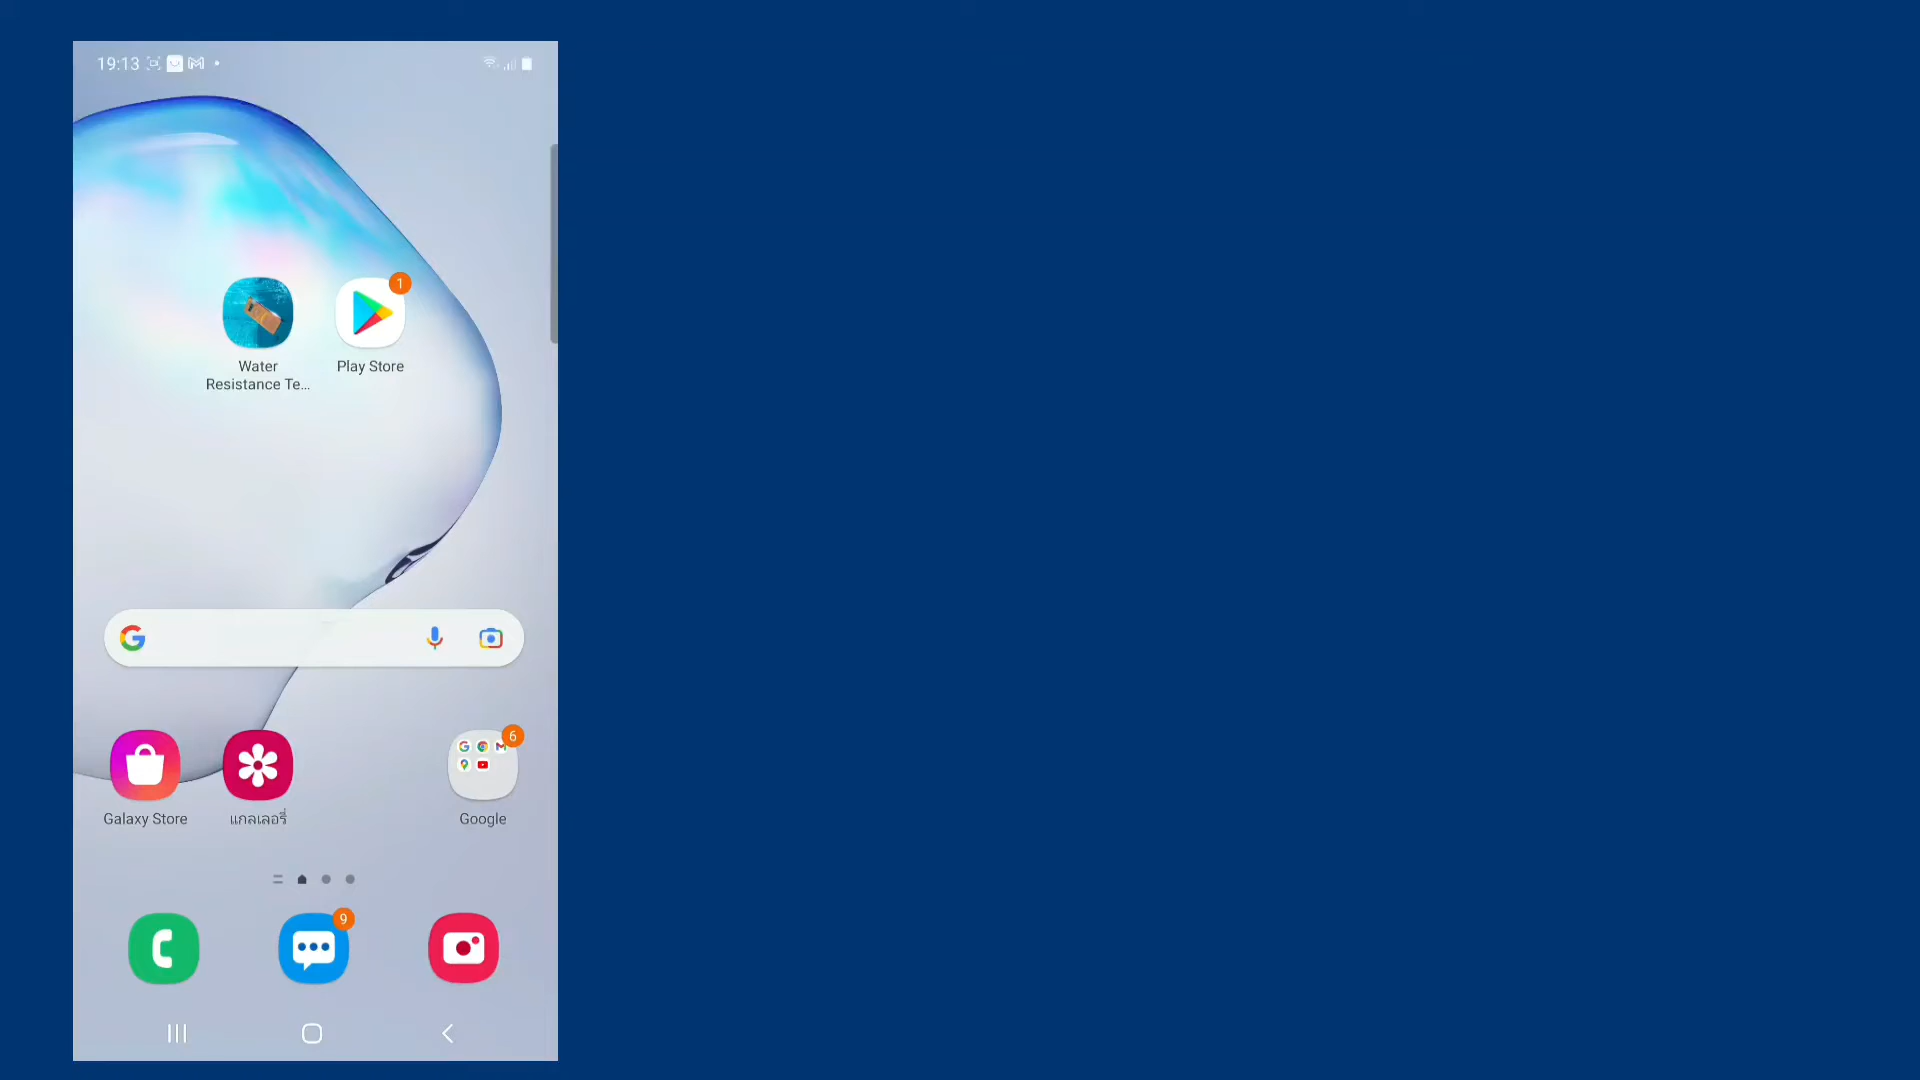 19:13
1
Water
Resistance Te...
Play Store
6
Galaxy Store
แกลเลอรี่
Google
9